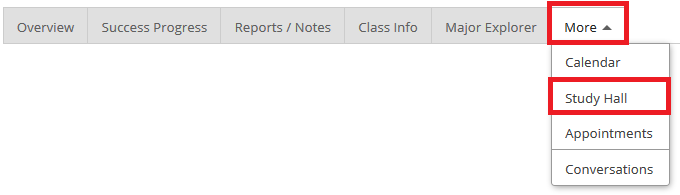 Overview Success Progress Reports / Notes Class Info Major Explorer More
Calendar
Study Hall
Appointments
Conversations